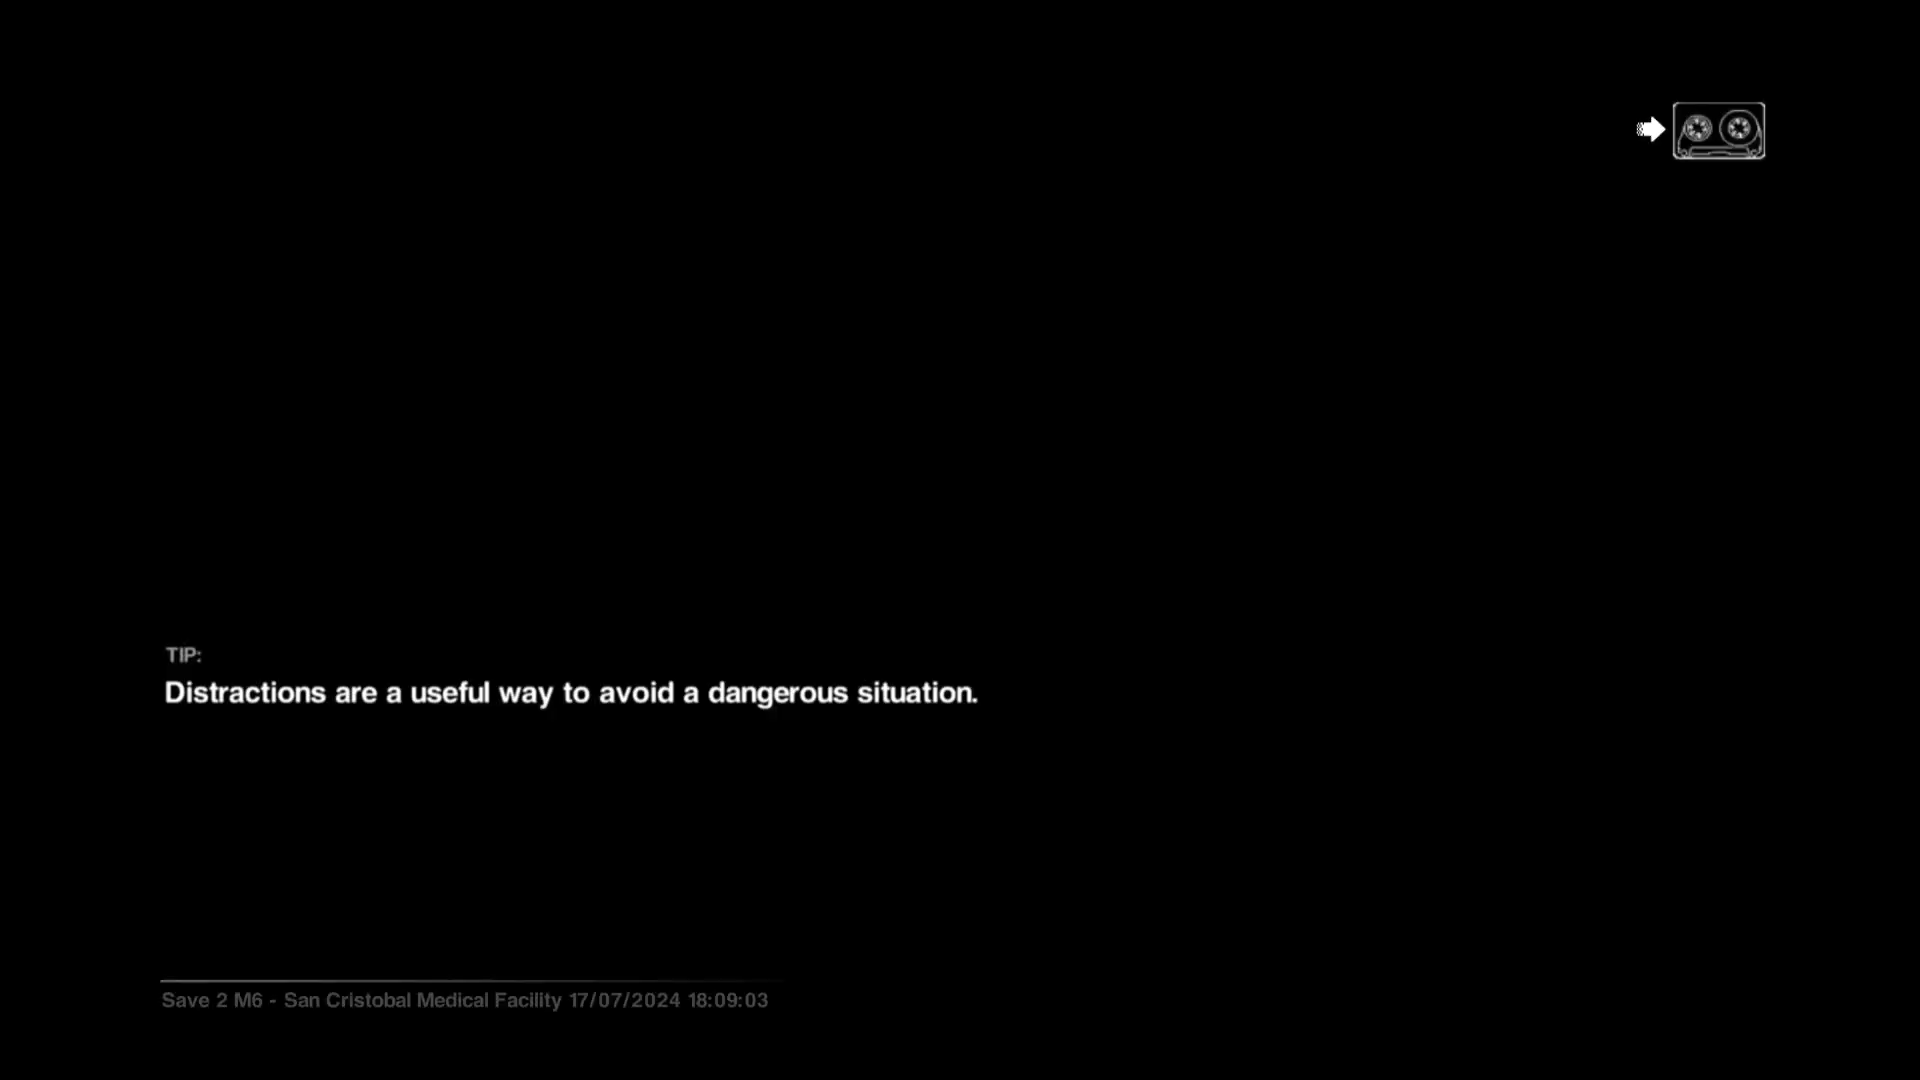 TIP:
Distractions are a useful way to avoid a dangerous situation.
Save 2 M6 - San Cristobal Medical Facility 17/07/2024 18:09:03